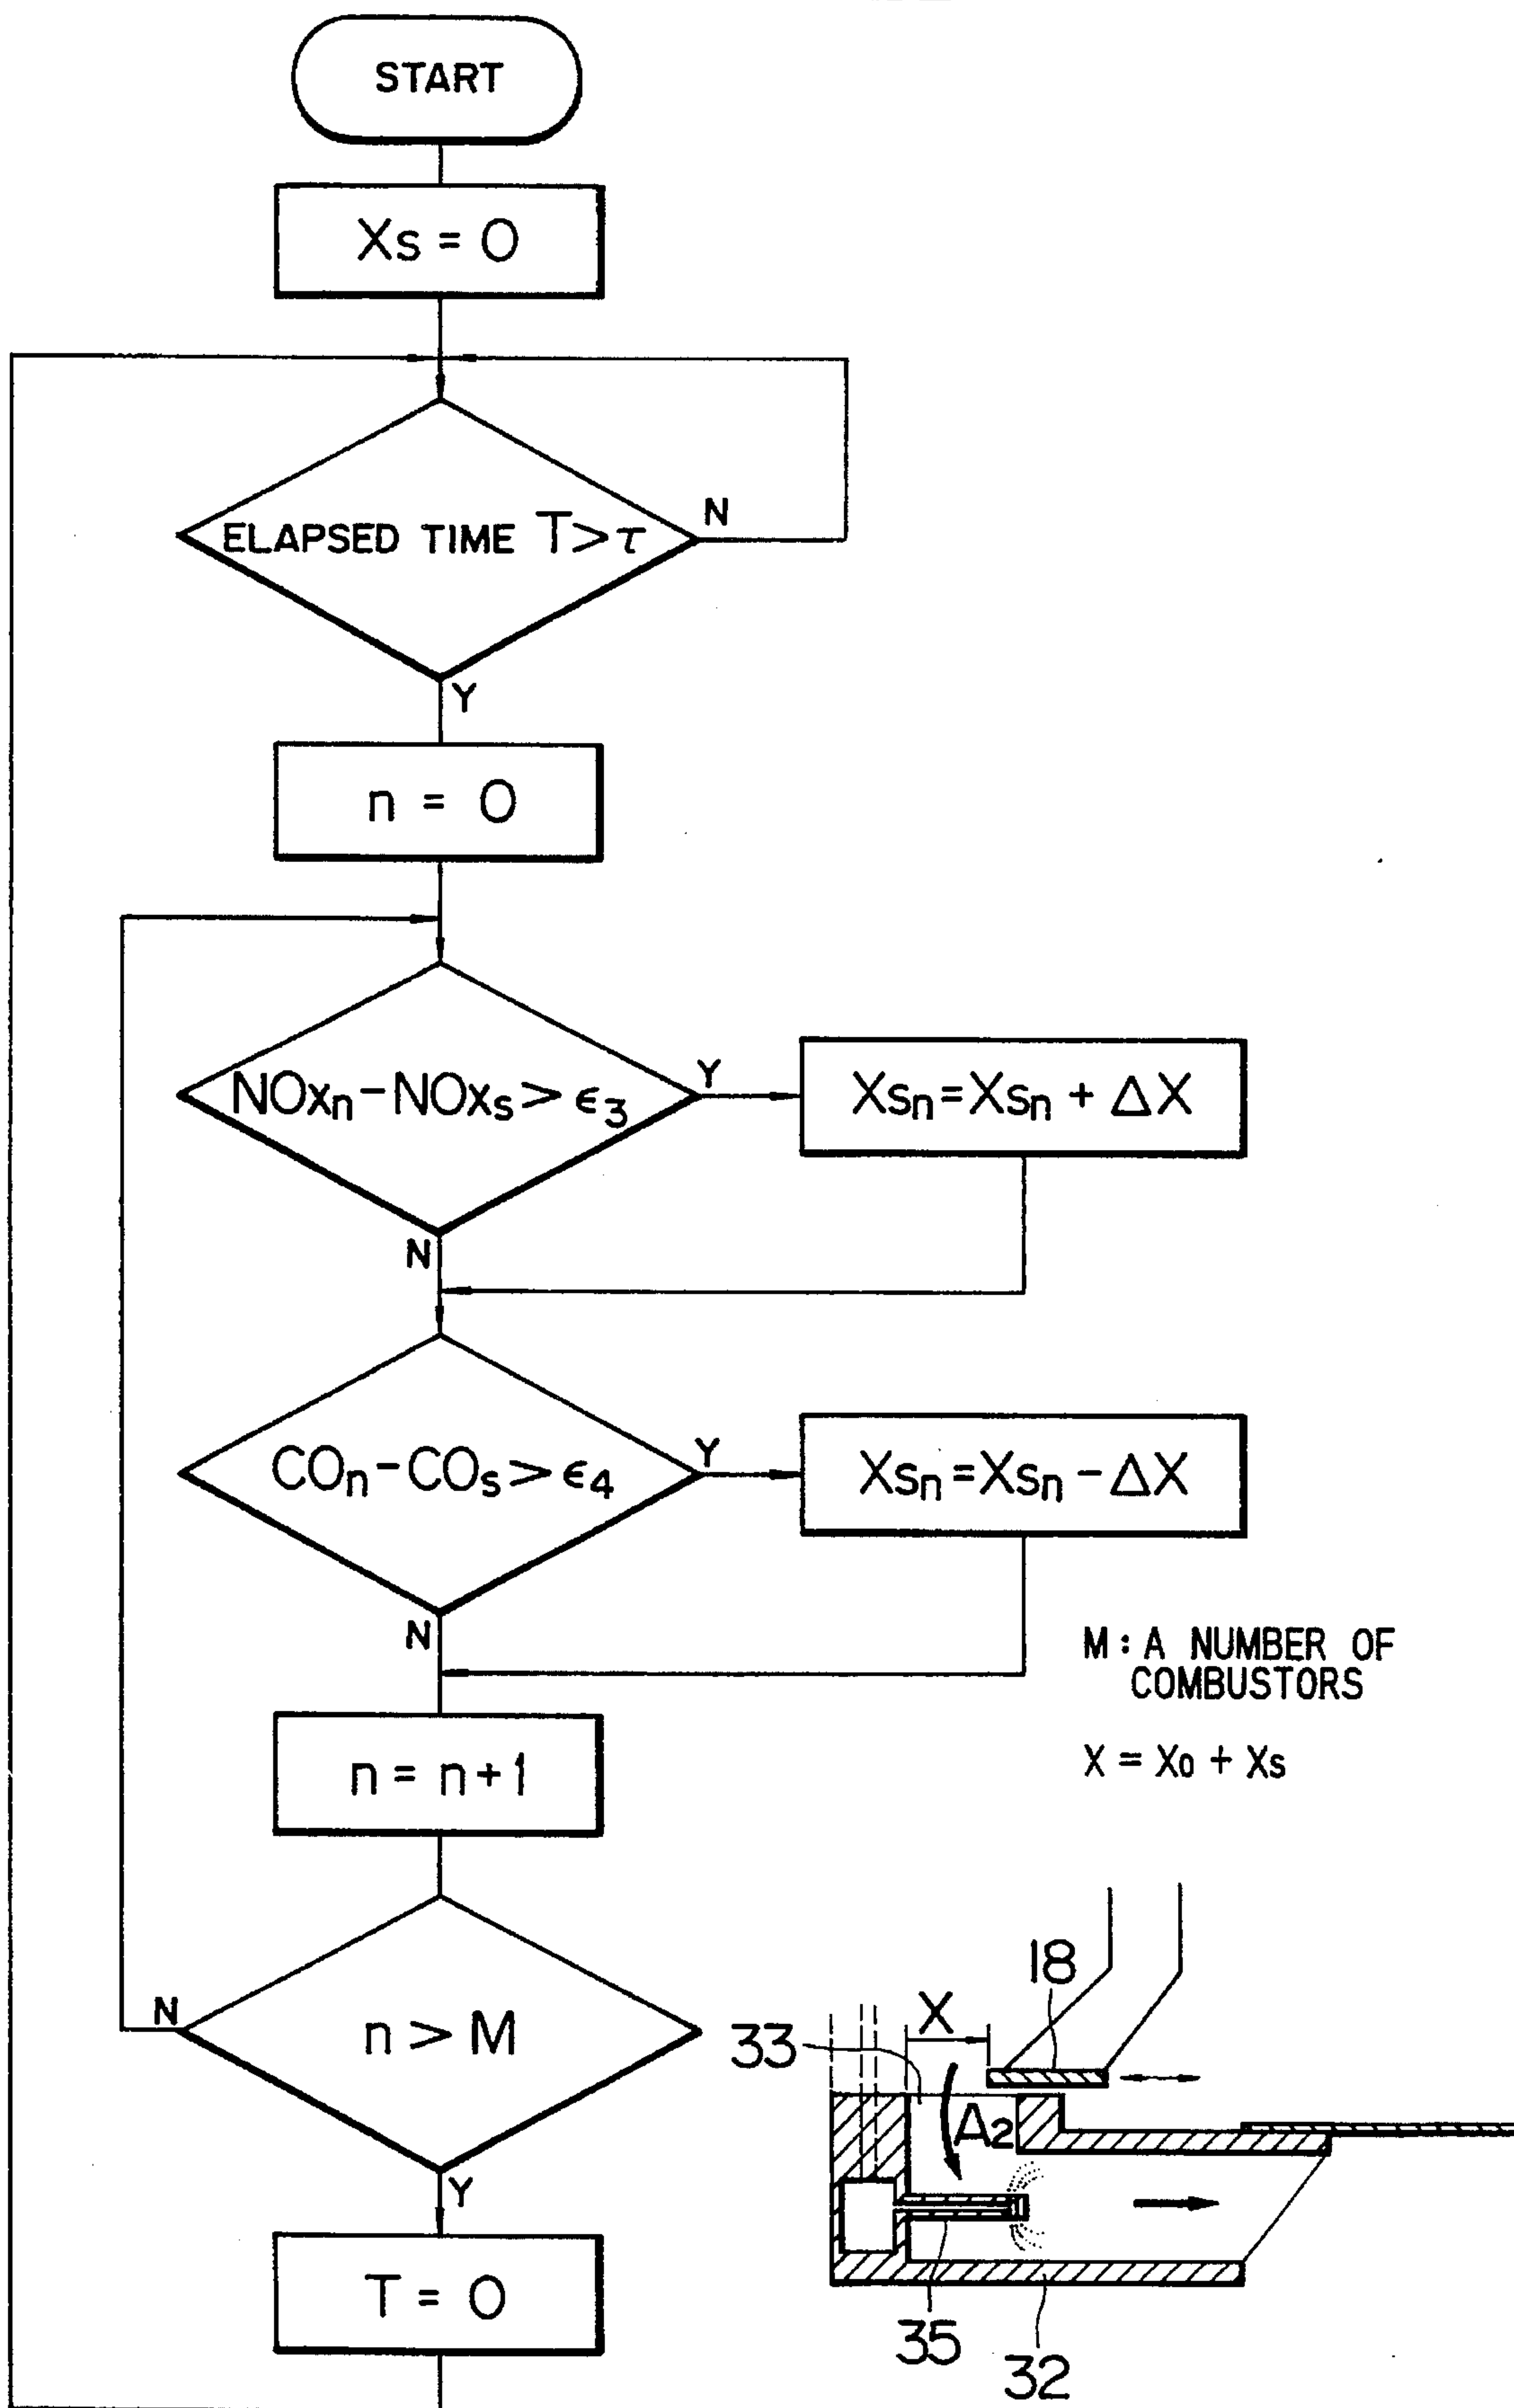 START
Xs = 0
ELAPSED TIME T>τ
N
Y
n = 0
NOxn-NOxs> ϵ3
Y
Xsn=Xsn + ΔX
N
COn-COs> ϵ4
Y
Xsn=Xsn - ΔX
N
M : A NUMBER OF
COMBUSTORS
n = n+1
X = X0 + Xs
n > M
N
Y
T = 0
18
X
33
A2
35
32